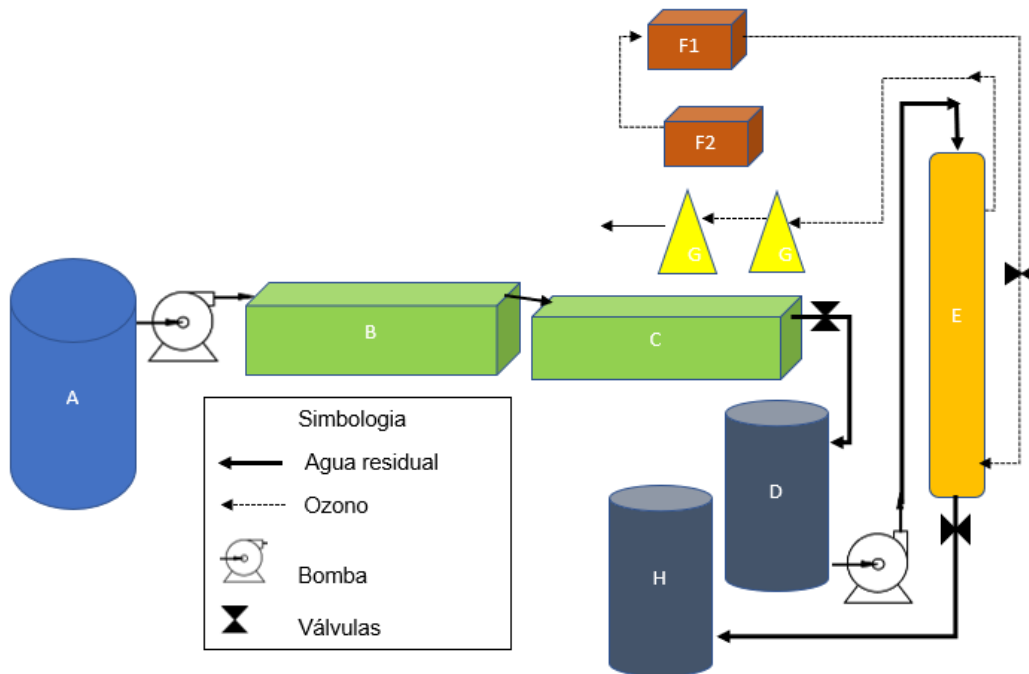 F1
F2
G
G
E
B
C
A
Simbologia
Agua residual
Ozono
Bomba
Válvulas
D
H